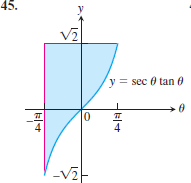 45.
y
√2
y = sec θ tan θ
θ
-π/4
0
π/4
-√2